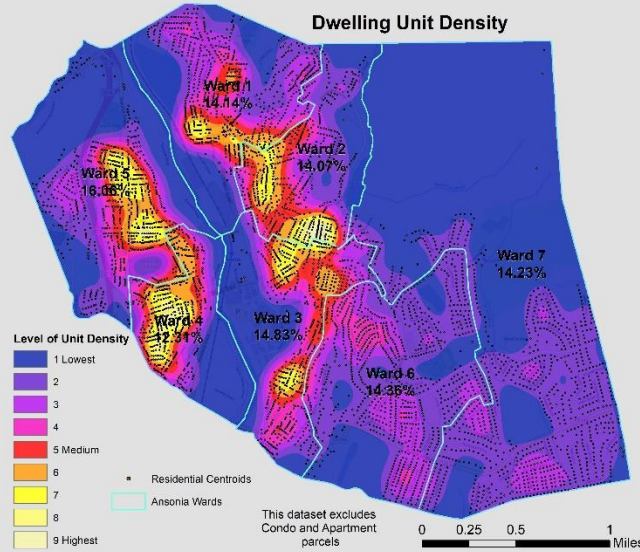 Dwelling Unit Density
Ward 1
14.14%
Ward 2
14.07%
Ward 5
16.06%
Ward 7
14.23%
Ward 3
14.83%
Ward 4
12.31%
Ward 6
14.35%
Level of Unit Density
1 Lowest
2
3
4
5 Medium
6
7
8
9 Highest
Residential Centroids
Ansonia Wards
This dataset excludes
Condo and Apartment
parcels
0 0.25 0.5 1
Miles